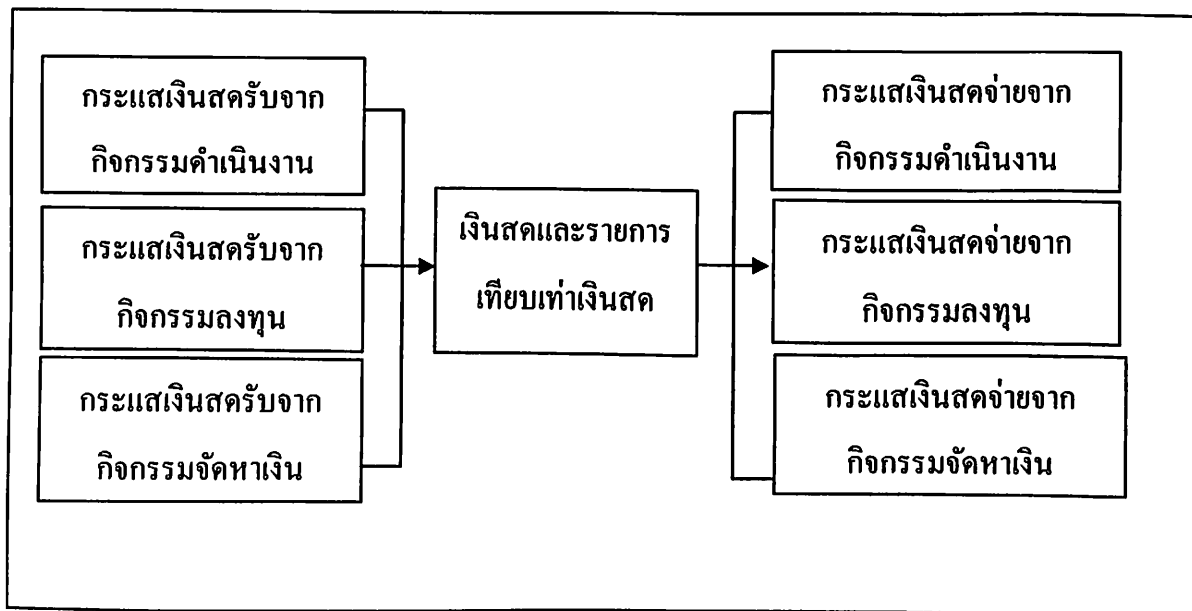 กระแสเงินสดรับจาก
กิจกรรมดำเนินงาน
กระแสเงินสดรับจาก
กิจกรรมลงทุน
กระแสเงินสดรับจาก
กิจกรรมจัดหาเงิน
เงินสดและรายการ
เทียบเท่าเงินสด
กระแสเงินสดจ่ายจาก
กิจกรรมดำเนินงาน
กระแสเงินสดจ่ายจาก
กิจกรรมลงทุน
กระแสเงินสดจ่ายจาก
กิจกรรมจัดหาเงิน